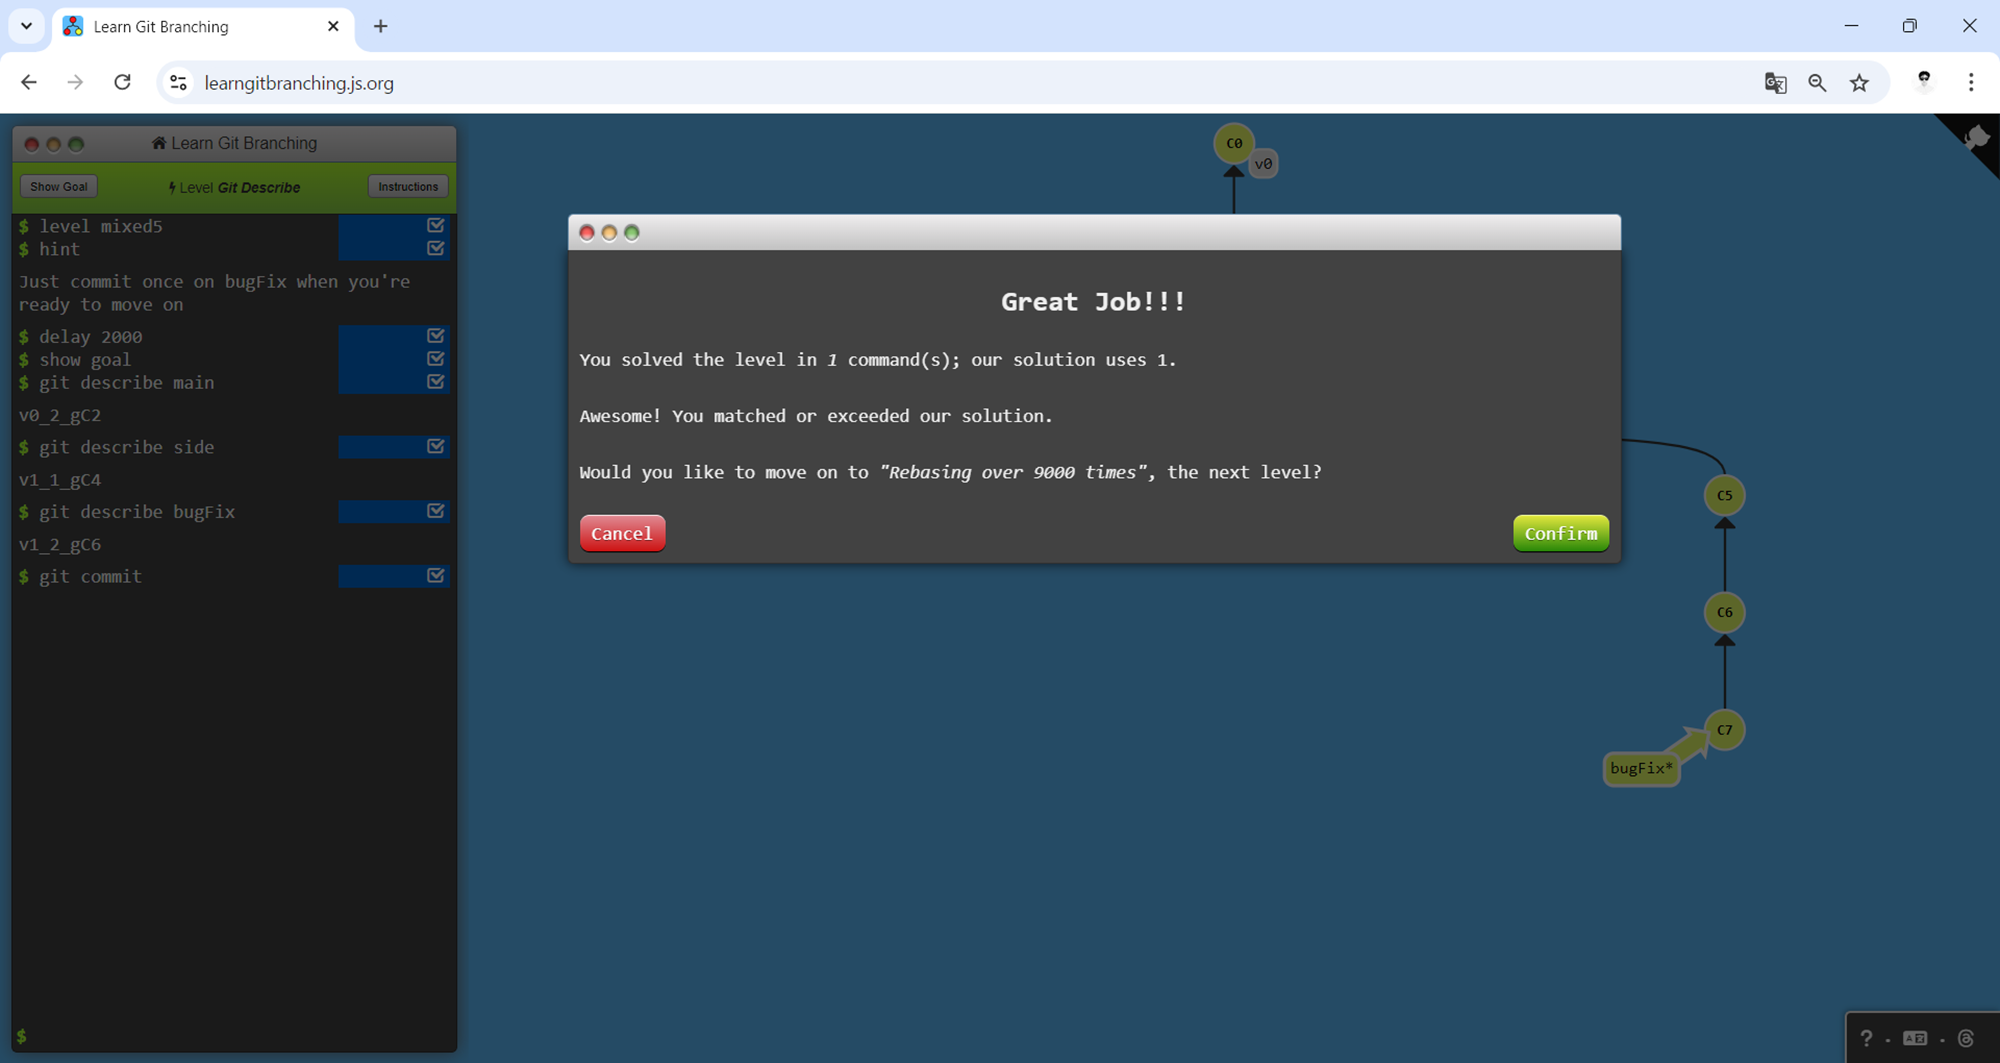 Learn Git Branching
learngitbranching.js.org
Learn Git Branching
Show Goal
Level Git Describe
Instructions
$ level mixed5
$ hint
Just commit once on bugFix when you're
ready to move on
$ delay 2000
$ show goal
$ git describe main
v0_2_gC2
$ git describe side
v1_1_gC4
$ git describe bugFix
v1_2_gC6
$ git commit
$
C0
v0
Great Job!!!
You solved the level in 1 command(s); our solution uses 1.
Awesome! You matched or exceeded our solution.
Would you like to move on to "Rebasing over 9000 times", the next level?
Cancel
Confirm
C5
C6
C7
bugFix*
?